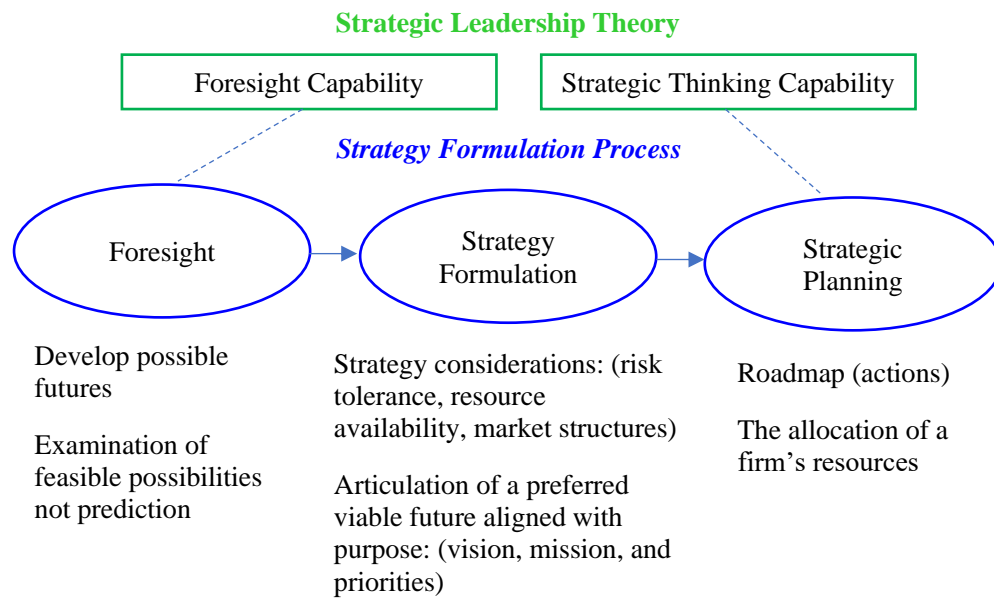 Strategic Leadership Theory
Foresight Capability
Strategic Thinking Capability
Strategy Formulation Process
Foresight
Strategy
Formulation
Strategic
Planning
Develop possible
futures
Examination of
feasible possibilities
not prediction
Strategy considerations: (risk
tolerance, resource
availability, market structures)
Articulation of a preferred
viable future aligned with
purpose: (vision, mission, and
priorities)
Roadmap (actions)
The allocation of a
firm’s resources